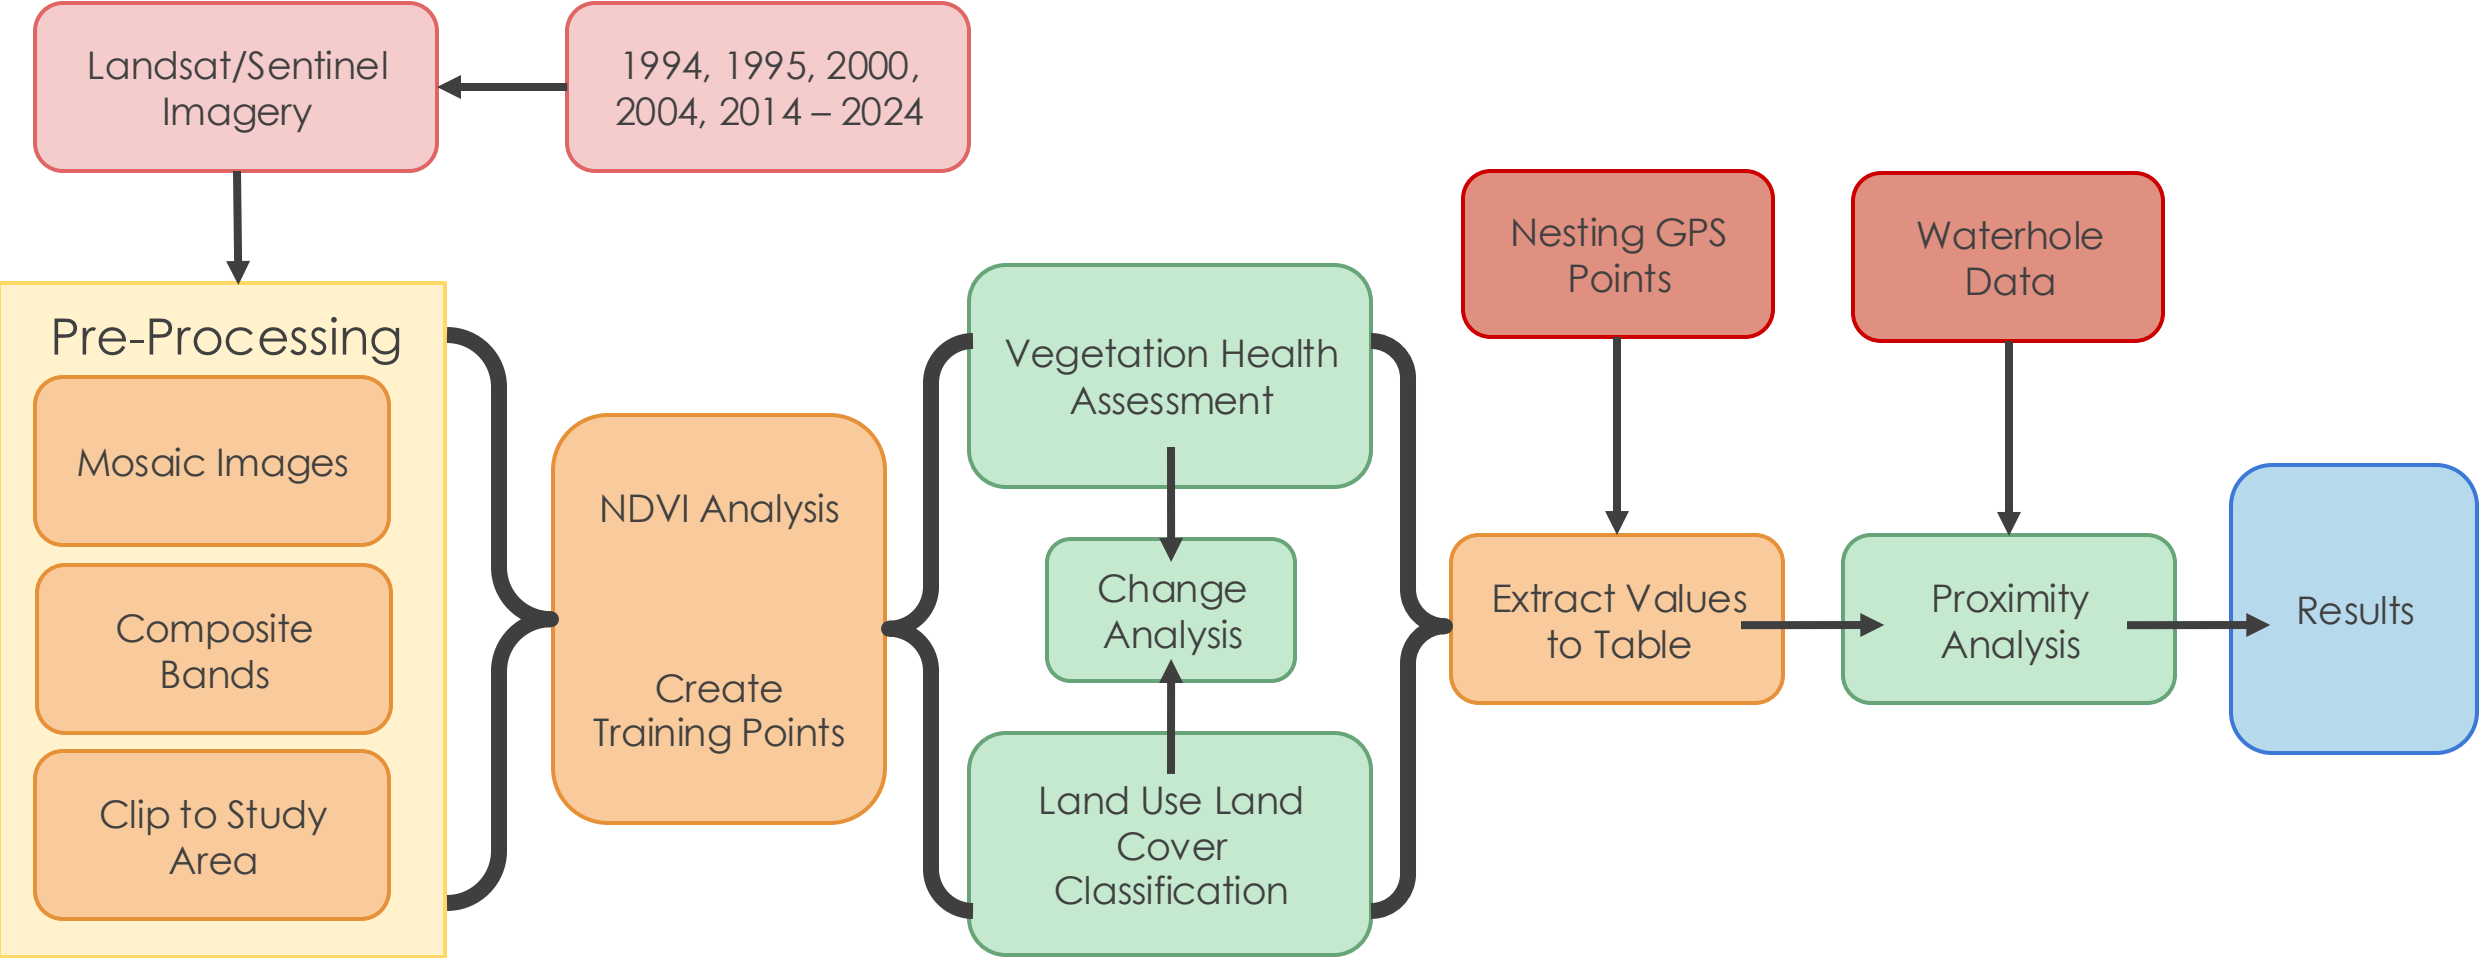 Landsat/Sentinel
Imagery
1994, 1995, 2000,
2004, 2014 – 2024
Pre-Processing
Mosaic Images
Composite
Bands
Clip to Study
Area
NDVI Analysis
Create
Training Points
Vegetation Health
Assessment
Change
Analysis
Land Use Land
Cover
Classification
Nesting GPS
Points
Waterhole
Data
Extract Values
to Table
Proximity
Analysis
Results